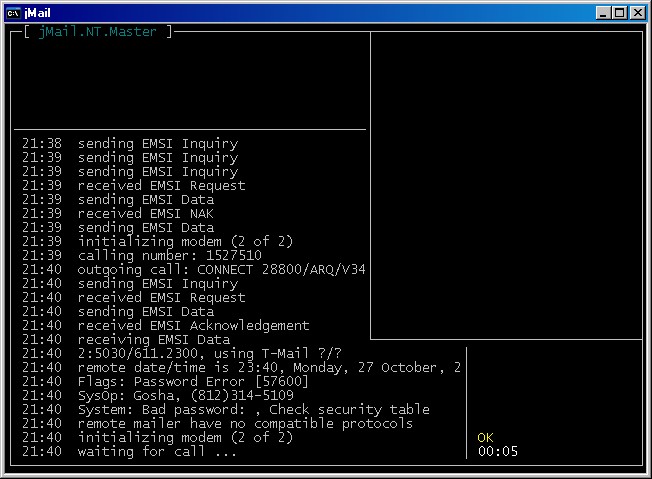 jMail
[ jMail.NT.Master ]
21:38 sending EMSI Inquiry
21:39 sending EMSI Inquiry
21:39 sending EMSI Inquiry
21:39 received EMSI Request
21:39 sending EMSI Data
21:39 received EMSI NAK
21:39 sending EMSI Data
21:39 initializing modem (2 of 2)
21:39 calling number: 1527510
21:40 outgoing call: CONNECT 28800/ARQ/V34
21:40 sending EMSI Inquiry
21:40 received EMSI Request
21:40 sending EMSI Data
21:40 received EMSI Acknowledgement
21:40 receiving EMSI Data
21:40 2:5030/611.2300, using T-Mail ?/?
21:40 remote date/time is 23:40, Monday, 27 October, 2
21:40 Flags: Password Error [57600]
21:40 SysOp: Gosha, (812)314-5109
21:40 System: Bad password: , Check security table
21:40 remote mailer have no compatible protocols
21:40 initializing modem (2 of 2)
21:40 waiting for call ...
OK
00:05